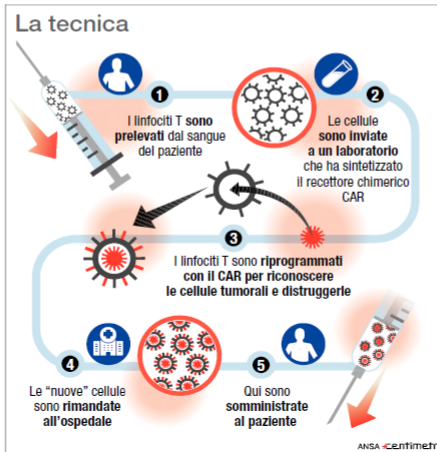 La tecnica
1
I linfociti T sono
prelevati dal sangue
del paziente
2
Le cellule
sono inviate
a un laboratorio
che ha sintetizzato
il recettore chimerico
CAR
3
I linfociti T sono riprogrammati
con il CAR per riconoscere
le cellule tumorali e distruggerle
4
Le “nuove” cellule
sono rimandate
all’ospedale
5
Qui sono
somministrate
al paziente
ANSA centimetr